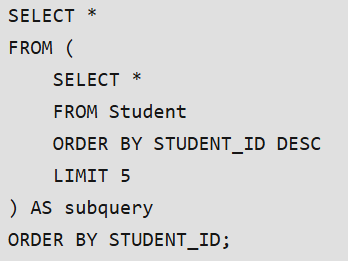 SELECT *
FROM (
    SELECT *
    FROM Student
    ORDER BY STUDENT_ID DESC
    LIMIT 5
) AS subquery
ORDER BY STUDENT_ID;